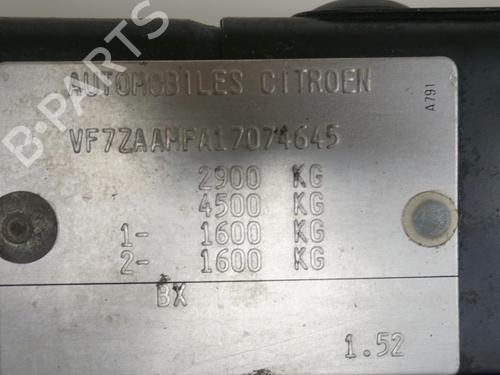 AUTOMOBILES CITROEN
A791
VF7ZAAMFA17074645
2900 KG
4500 KG
1- 1600 KG
2- 1600 KG
BX
1.52
B-PARTS